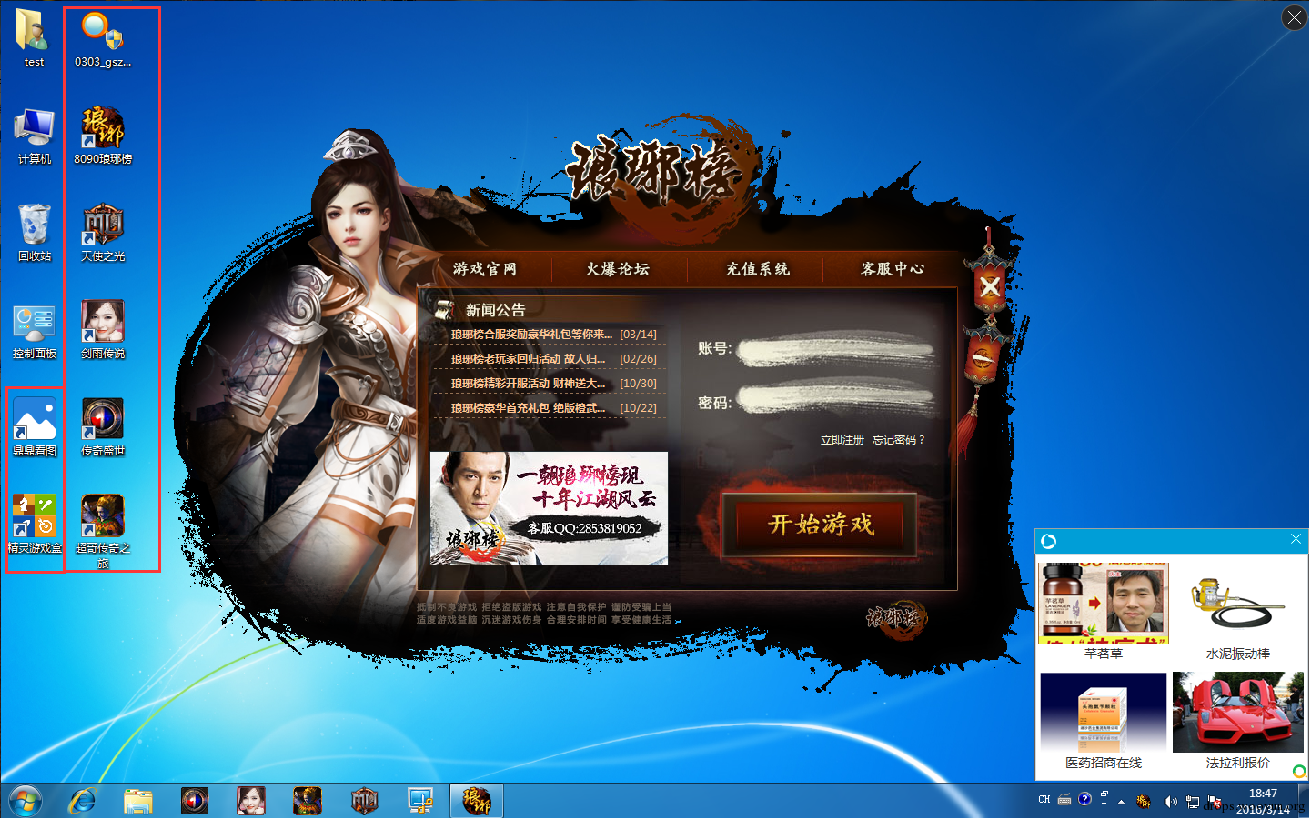 test
0303_gsz...
计算机
8090琅琊榜
回收站
天使之光
控制面板
剑雨传说
鼎鼎看图
传奇盛世
精灵游戏盒
超哥传奇之
旅
琅琊榜
游戏官网
火爆论坛
充值系统
客服中心
新闻公告
琅琊榜合服奖励豪华礼包等你来... [03/14]
琅琊榜老玩家回归活动 故人归... [02/26]
琅琊榜精彩开服活动 财神送大... [10/30]
琅琊榜豪华首充礼包 绝版橙武... [10/22]
账号:
密码:
立即注册 忘记密码？
一朝琅琊榜现
十年江湖风云
客服QQ:2853819052
琅琊榜
开始游戏
抵制不良游戏 拒绝盗版游戏 注意自我保护 谨防受骗上当
适度游戏益脑 沉迷游戏伤身 合理安排时间 享受健康生活
琅琊榜
芊茗草
水泥振动棒
医药招商在线
法拉利报价
CH
18:47
2016/3/14